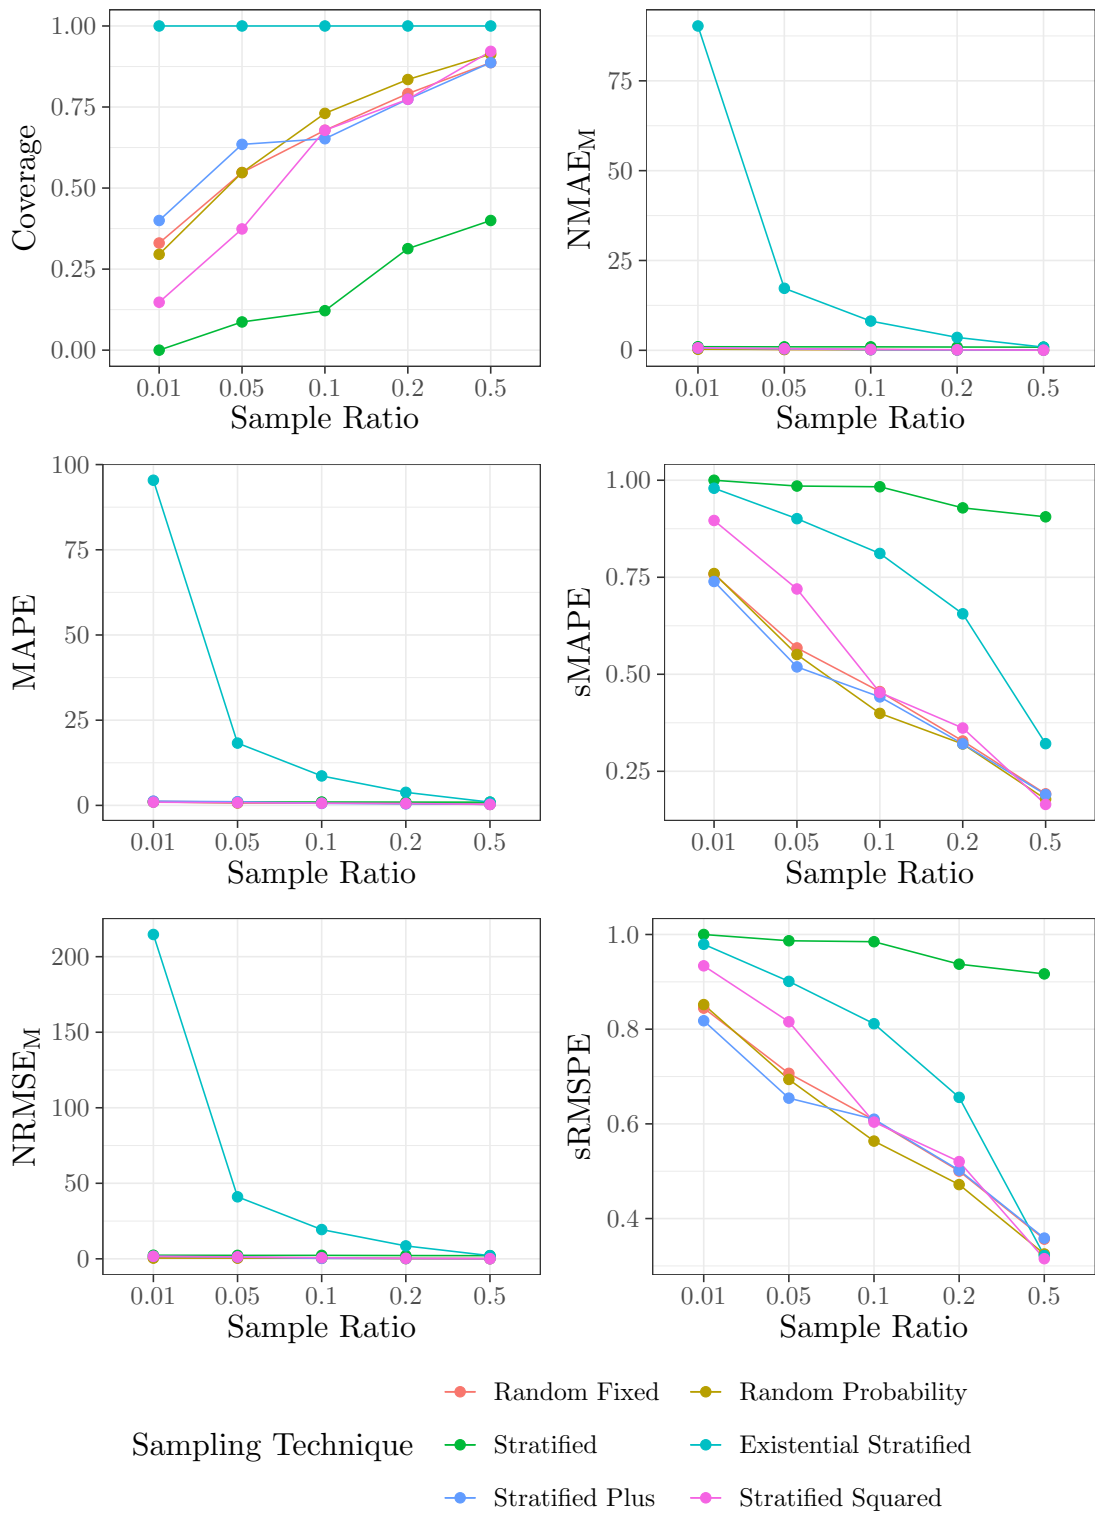 Coverage
1.00
0.75
0.50
0.25
0.00
0.01 0.05 0.1 0.2 0.5
Sample Ratio
NMAE_M
75
50
25
0
0.01 0.05 0.1 0.2 0.5
Sample Ratio
MAPE
100
75
50
25
0
0.01 0.05 0.1 0.2 0.5
Sample Ratio
sMAPE
1.00
0.75
0.50
0.25
0.01 0.05 0.1 0.2 0.5
Sample Ratio
NRMSE_M
200
150
100
50
0
0.01 0.05 0.1 0.2 0.5
Sample Ratio
sRMSPE
1.0
0.8
0.6
0.4
0.01 0.05 0.1 0.2 0.5
Sample Ratio
Sampling Technique
Random Fixed
Random Probability
Stratified
Existential Stratified
Stratified Plus
Stratified Squared